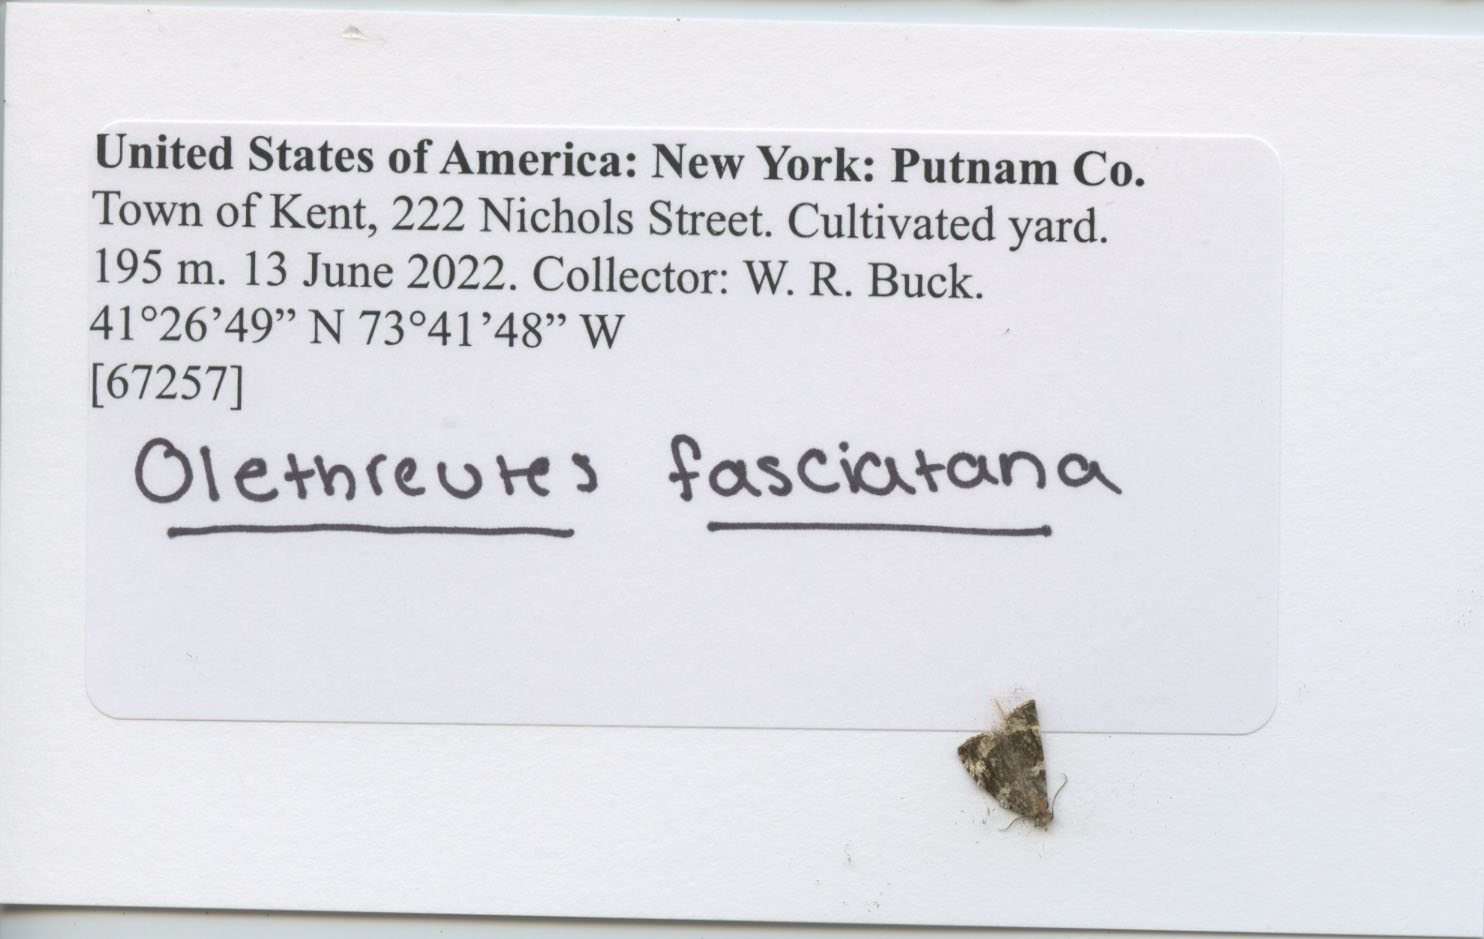 United States of America: New York: Putnam Co.
Town of Kent, 222 Nichols Street. Cultivated yard.
195 m. 13 June 2022. Collector: W. R. Buck.
41°26’49” N 73°41’48” W
[67257]
Olethreutes fasciatana